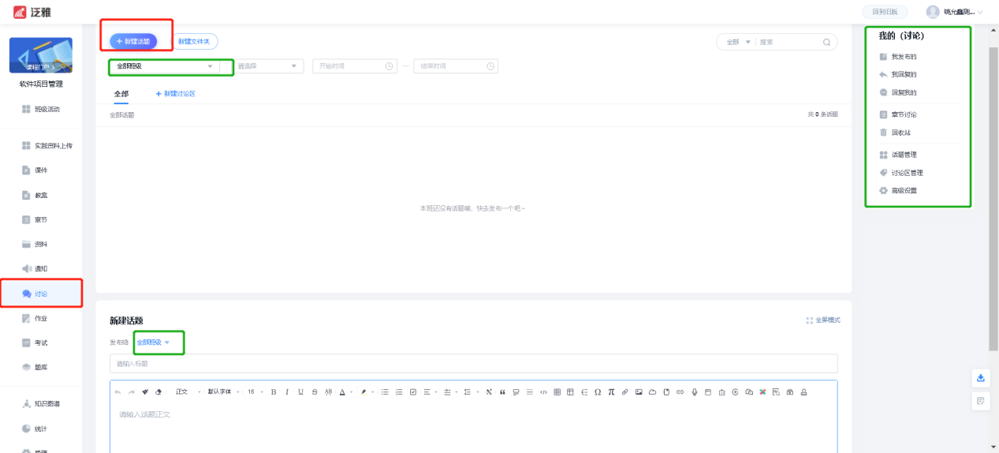 泛雅
回到旧版
姚允鑫测...
课程门户 >
软件项目管理
班级活动
实践资料上传
课件
教案
章节
资料
通知
讨论
作业
考试
题库
知识图谱
统计
管理
+ 新建话题
新建文件夹
全部
搜索
全部班级
请选择
开始时间
—
结束时间
全部
+ 新建讨论区
全部话题
共 0 条话题
本班还没有话题哦，快去发布一个吧~
新建话题
全屏模式
发布给
全部班级
请输入标题
正文
默认字体
16
请输入话题正文
我的（讨论）
我发布的
我回复的
回复我的
章节讨论
回收站
话题管理
讨论区管理
高级设置